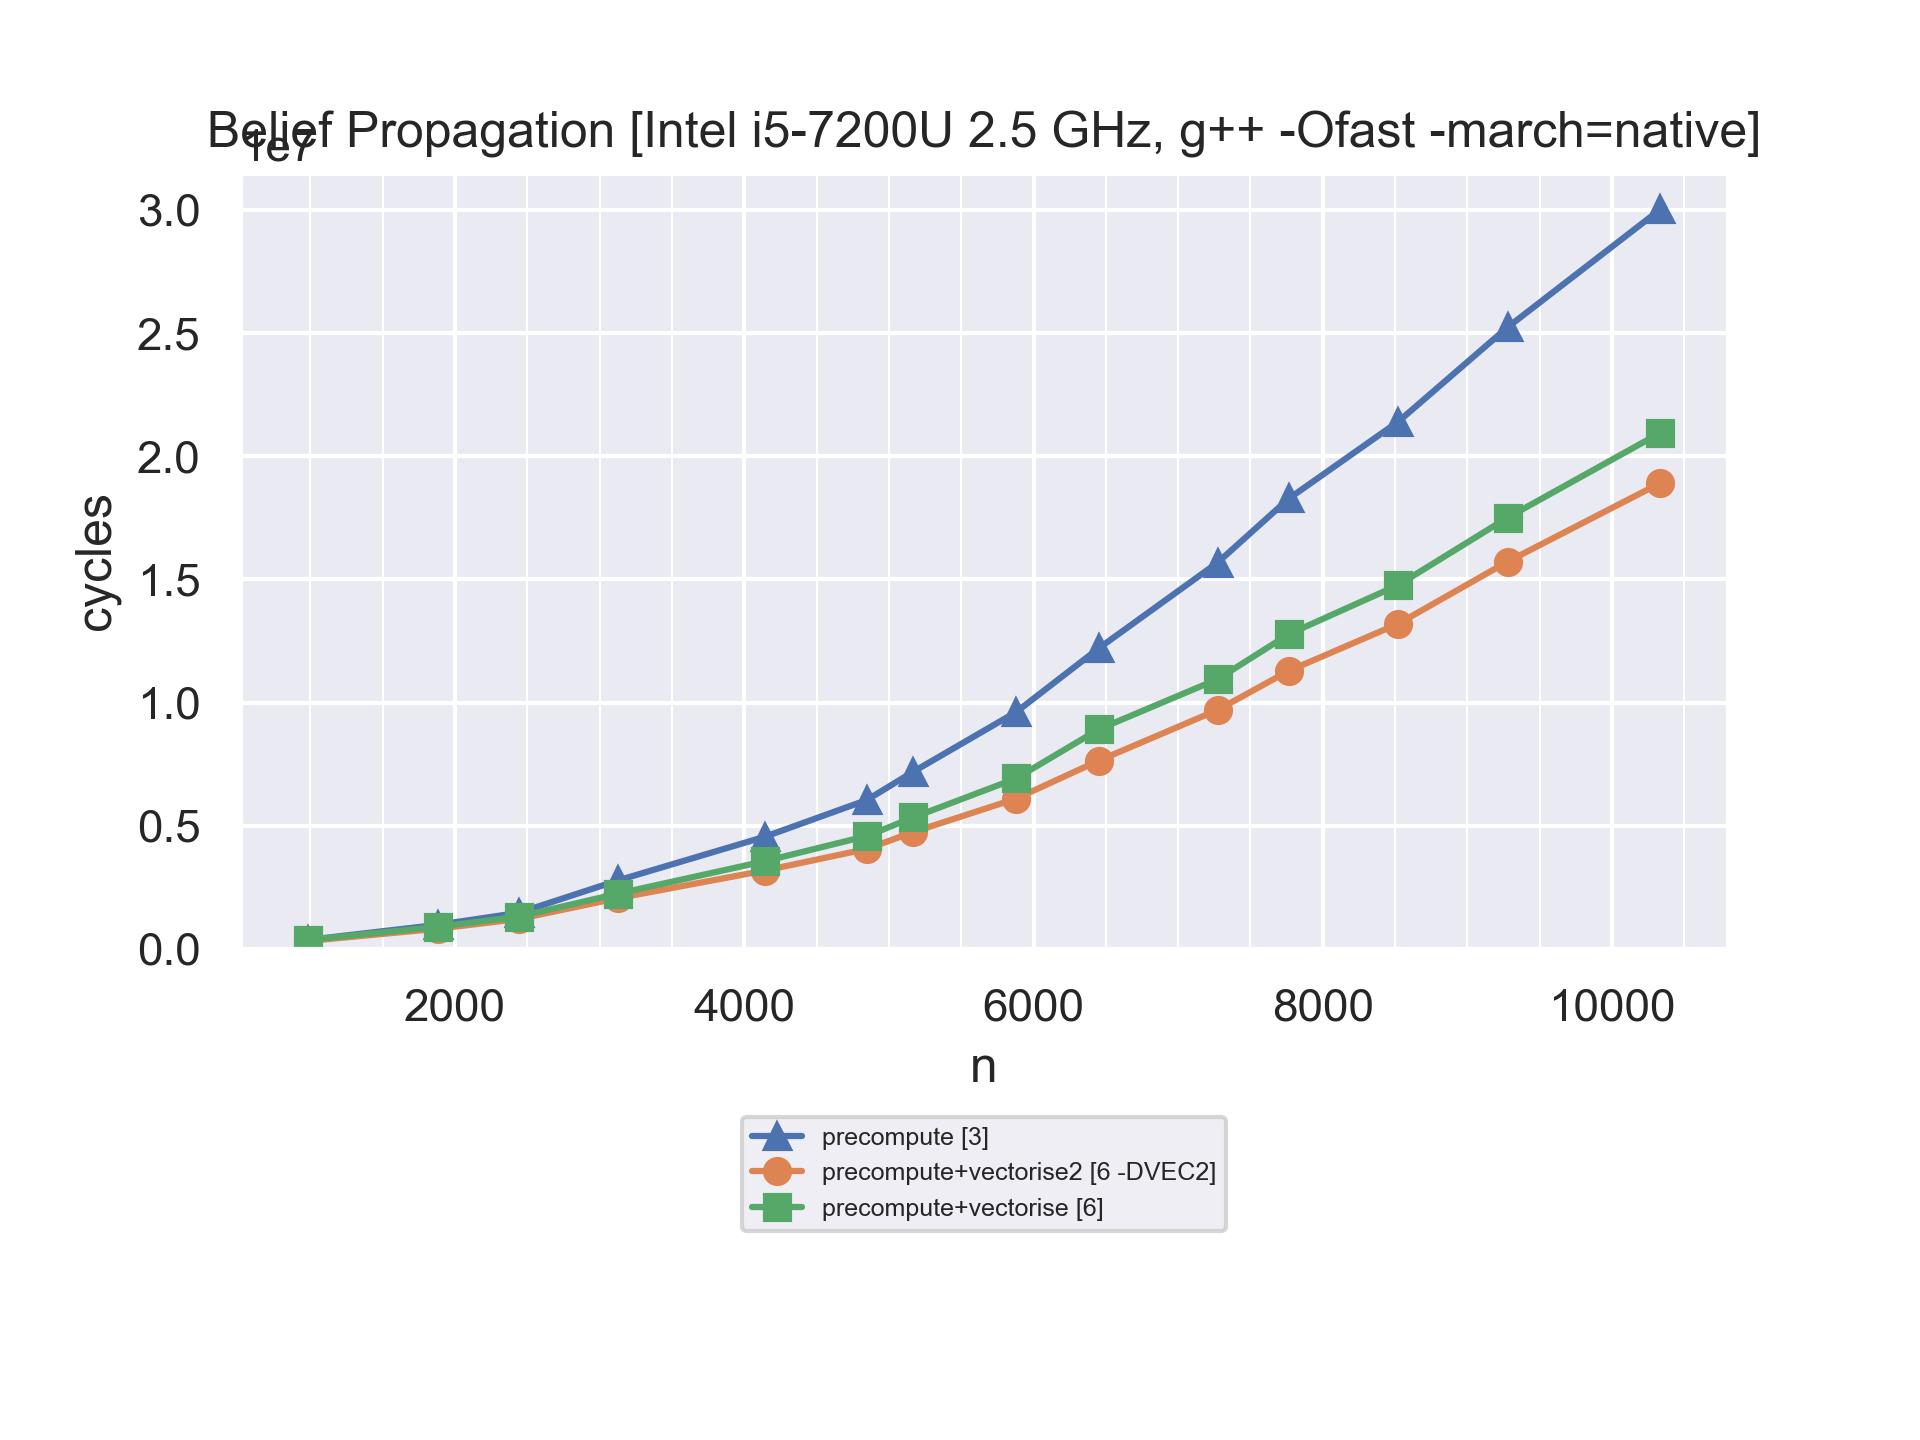 Belief Propagation [Intel i5-7200U 2.5 GHz, g++ -Ofast -march=native]
1e7
3.0
2.5
2.0
1.5
1.0
0.5
0.0
cycles
2000 4000 6000 8000 10000
n
precompute [3]
precompute+vectorise2 [6 -DVEC2]
precompute+vectorise [6]